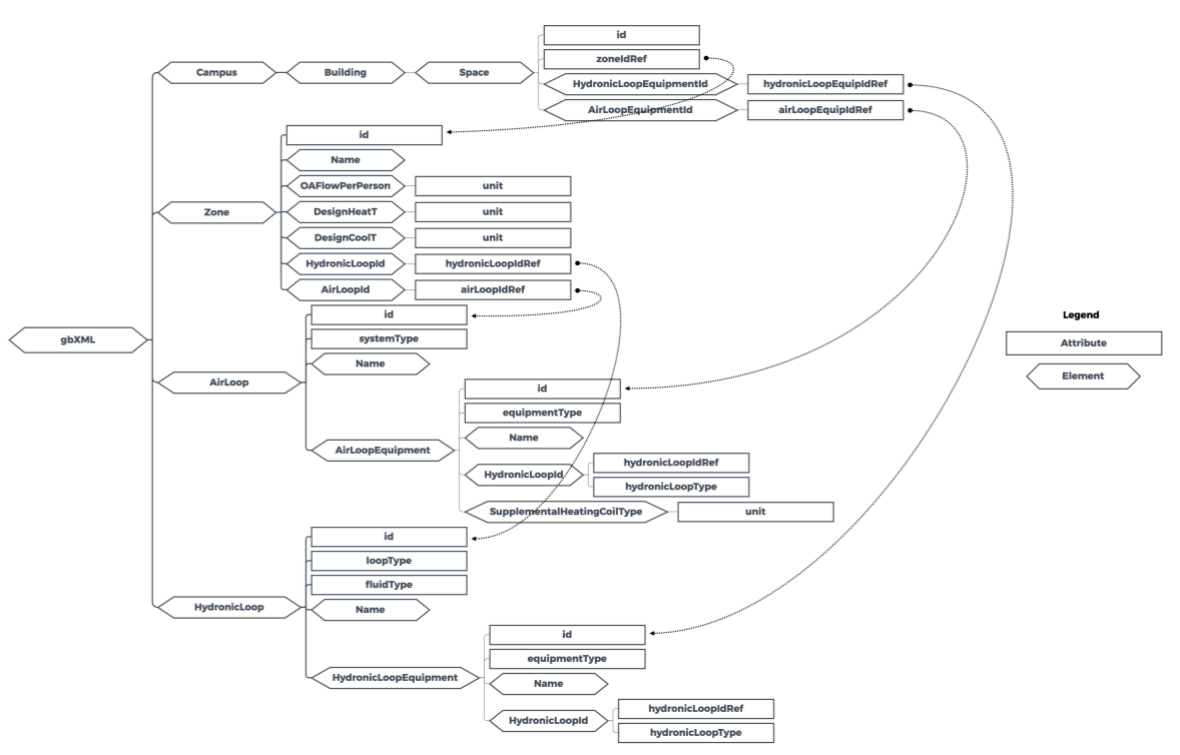 id
zoneIdRef
Campus
Building
Space
HydronicLoopEquipmentId
hydronicLoopEquipIdRef
AirLoopEquipmentId
airLoopEquipIdRef
id
Name
OAFlowPerPerson
unit
Zone
DesignHeatT
unit
DesignCoolT
unit
HydronicLoopId
hydronicLoopIdRef
AirLoopId
airLoopIdRef
id
gbXML
systemType
Name
AirLoop
id
equipmentType
Name
AirLoopEquipment
HydronicLoopId
hydronicLoopIdRef
hydronicLoopType
SupplementalHeatingCoilType
unit
id
loopType
fluidType
HydronicLoop
Name
id
equipmentType
HydronicLoopEquipment
Name
HydronicLoopId
hydronicLoopIdRef
hydronicLoopType
Legend
Attribute
Element